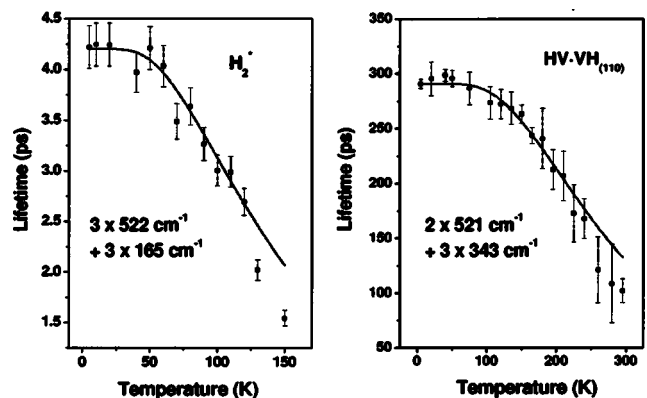 4.5
4.0
3.5
3.0
2.5
2.0
1.5
Lifetime (ps)
H2*
3 x 522 cm-1
+ 3 x 165 cm-1
0 50 100 150
Temperature (K)
350
300
250
200
150
100
50
Lifetime (ps)
HV·VH(110)
2 x 521 cm-1
+ 3 x 343 cm-1
0 100 200 300
Temperature (K)